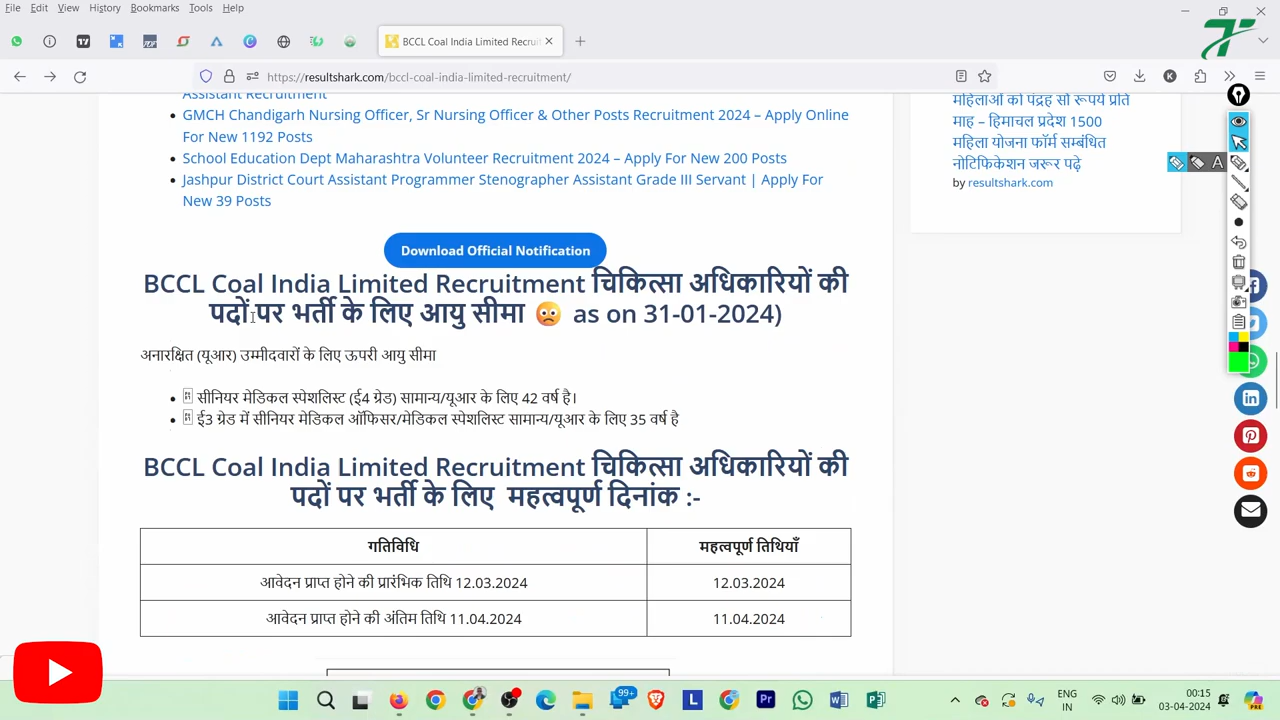 File Edit View History Bookmarks Tools Help
BCCL Coal India Limited Recruit
https://resultshark.com/bccl-coal-india-limited-recruitment/
Assistant Recruitment
GMCH Chandigarh Nursing Officer, Sr Nursing Officer & Other Posts Recruitment 2024 – Apply Online
For New 1192 Posts
School Education Dept Maharashtra Volunteer Recruitment 2024 – Apply For New 200 Posts
Jashpur District Court Assistant Programmer Stenographer Assistant Grade III Servant | Apply For
New 39 Posts
महिलाओं को पंद्रह सौ रूपये प्रति
माह – हिमाचल प्रदेश 1500
महिला योजना फॉर्म सम्बंधित
नोटिफिकेशन जरूर पढ़े
by resultshark.com
Download Official Notification
BCCL Coal India Limited Recruitment चिकित्सा अधिकारियों की
पदों पर भर्ती के लिए आयु सीमा 😳 as on 31-01-2024)
अनारक्षित (यूआर) उम्मीदवारों के लिए ऊपरी आयु सीमा
सीनियर मेडिकल स्पेशलिस्ट (ई4 ग्रेड) सामान्य/यूआर के लिए 42 वर्ष है।
ई3 ग्रेड में सीनियर मेडिकल ऑफिसर/मेडिकल स्पेशलिस्ट सामान्य/यूआर के लिए 35 वर्ष है
BCCL Coal India Limited Recruitment चिकित्सा अधिकारियों की
पदों पर भर्ती के लिए महत्वपूर्ण दिनांक :-
गतिविधि महत्वपूर्ण तिथियाँ
आवेदन प्राप्त होने की प्रारंभिक तिथि 12.03.2024 12.03.2024
आवेदन प्राप्त होने की अंतिम तिथि 11.04.2024 11.04.2024
99+
ENG
IN
00:15
03-04-2024